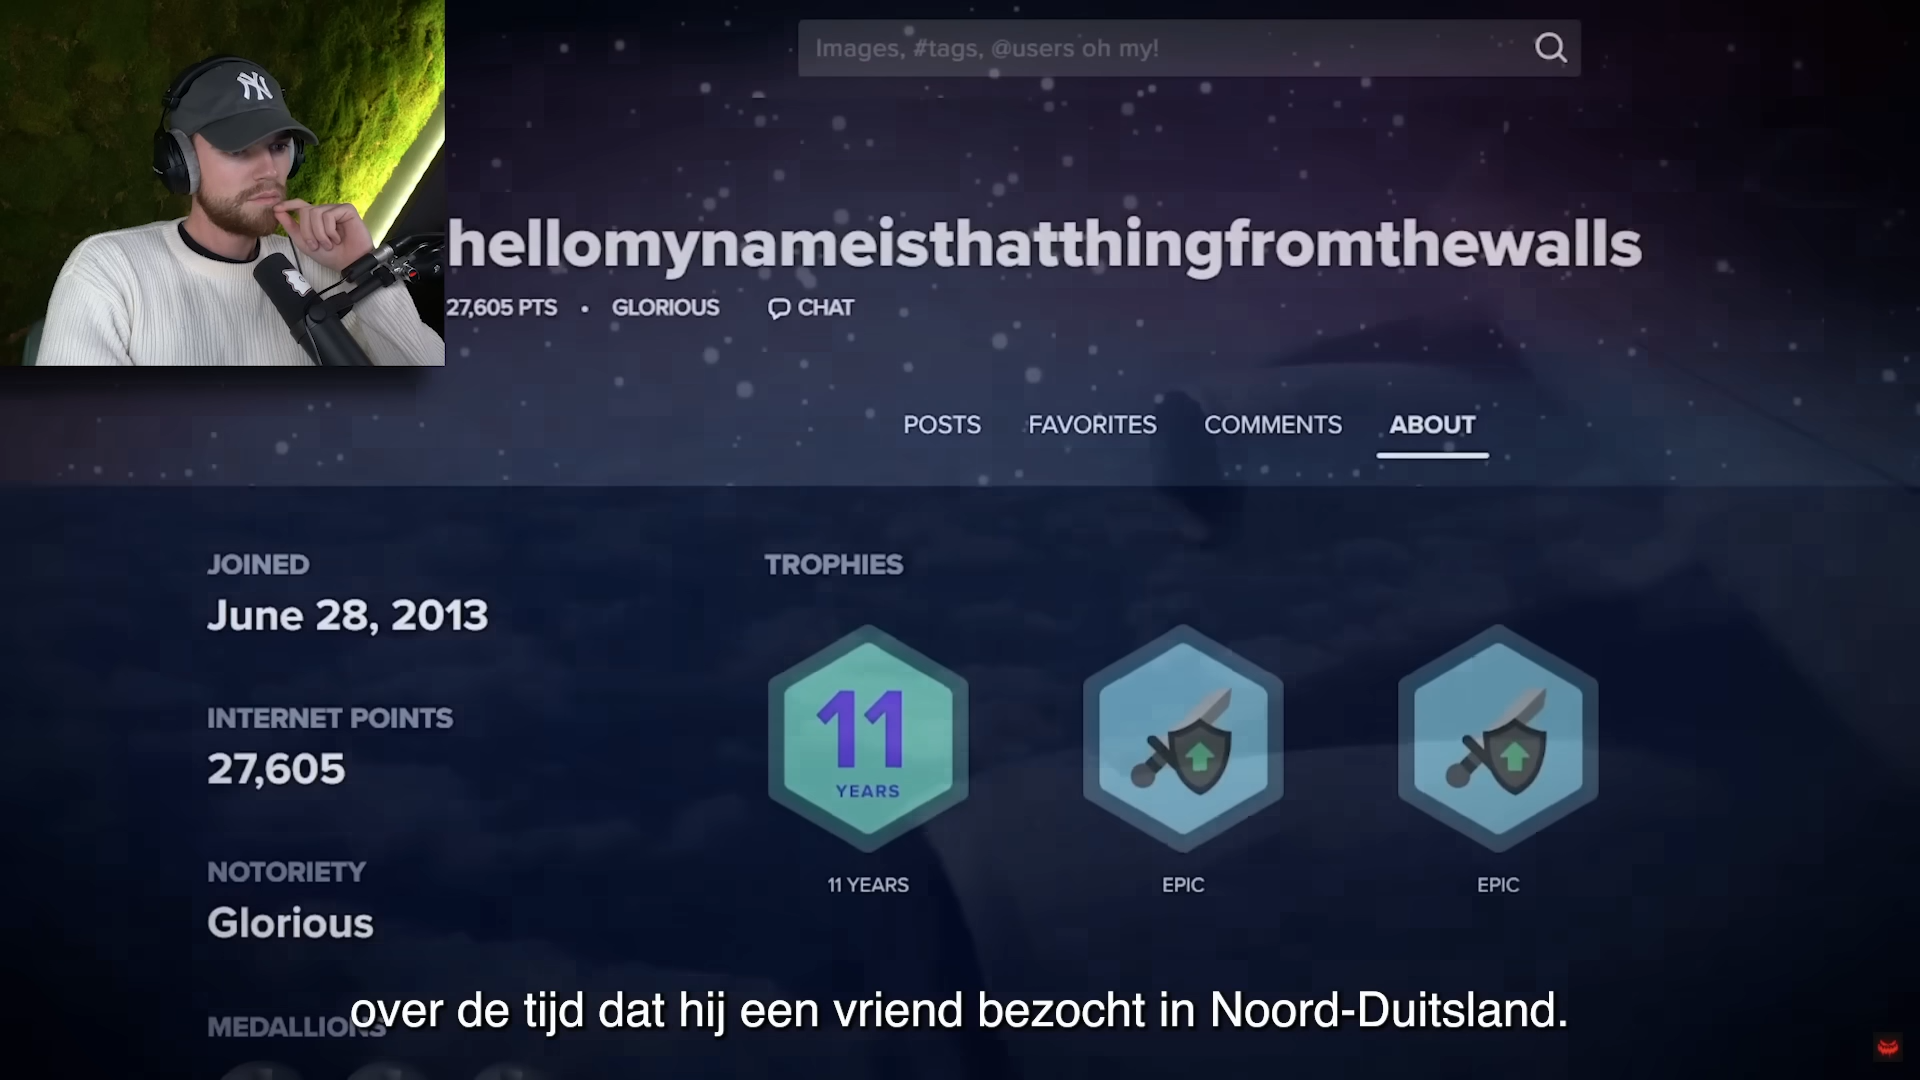 Images, #tags, @users oh my!
NY
hellomynameisthatthingfromthewalls
27,605 PTS • GLORIOUS CHAT
POSTS FAVORITES COMMENTS ABOUT
JOINED
June 28, 2013
INTERNET POINTS
27,605
NOTORIETY
Glorious
MEDALLIONS
TROPHIES
11
YEARS
11 YEARS
EPIC
EPIC
over de tijd dat hij een vriend bezocht in Noord-Duitsland.